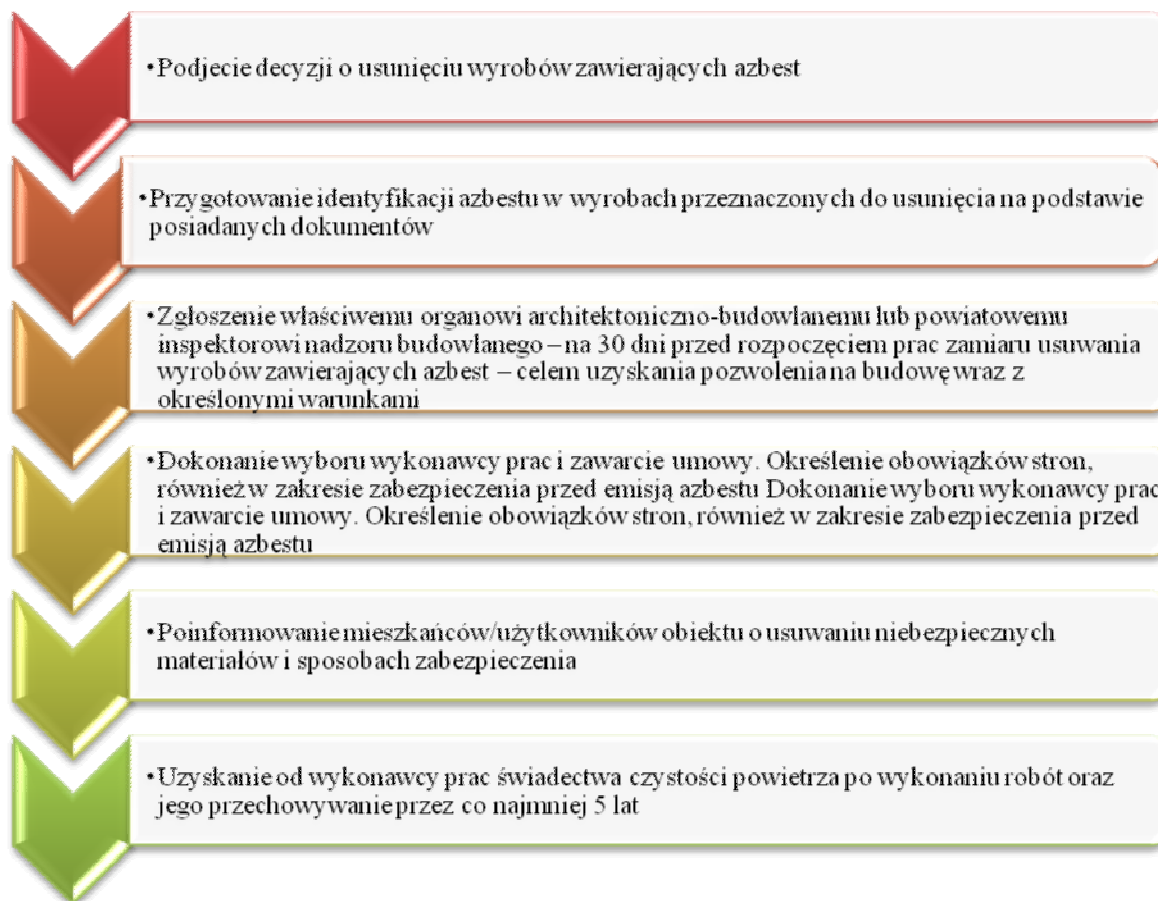 •Podjecie decyzji o usunięciu wyrobów zawierających azbest
•Przygotowanie identyfikacji azbestu w wyrobach przeznaczonych do usunięcia na podstawie
posiadanych dokumentów
•Zgłoszenie właściwemu organowi architektoniczno-budowlanemu lub powiatowemu
inspektorowi nadzoru budowlanego – na 30 dni przed rozpoczęciem prac zamiaru usuwania
wyrobów zawierających azbest – celem uzyskania pozwolenia na budowę wraz z
określonymi warunkami
•Dokonanie wyboru wykonawcy prac i zawarcie umowy. Określenie obowiązków stron,
również w zakresie zabezpieczenia przed emisją azbestu Dokonanie wyboru wykonawcy prac
i zawarcie umowy. Określenie obowiązków stron, również w zakresie zabezpieczenia przed
emisją azbestu
•Poinformowanie mieszkańców/użytkowników obiektu o usuwaniu niebezpiecznych
materiałów i sposobach zabezpieczenia
•Uzyskanie od wykonawcy prac świadectwa czystości powietrza po wykonaniu robót oraz
jego przechowywanie przez co najmniej 5 lat